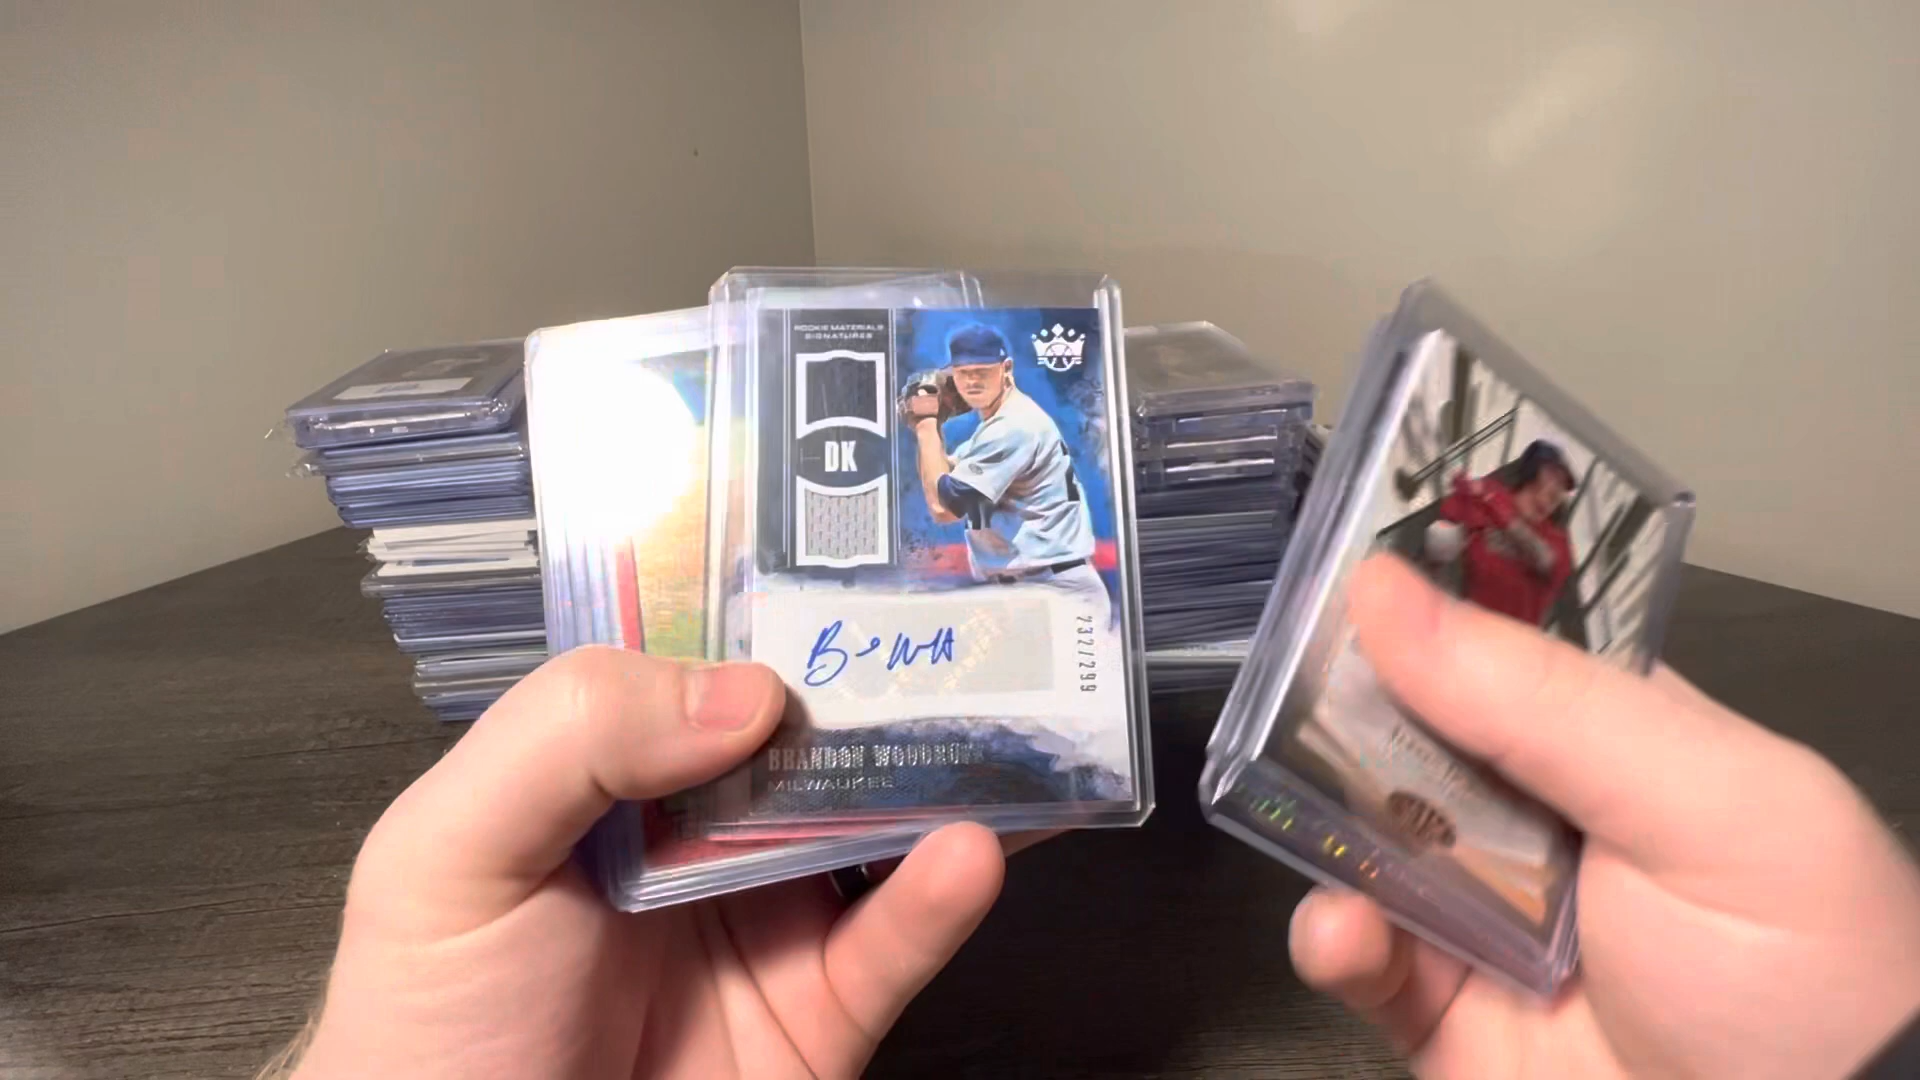 ROOKIE MATERIALS
SIGNATURES
DK
232/299
BRANDON WOODRUFF
MILWAUKEE